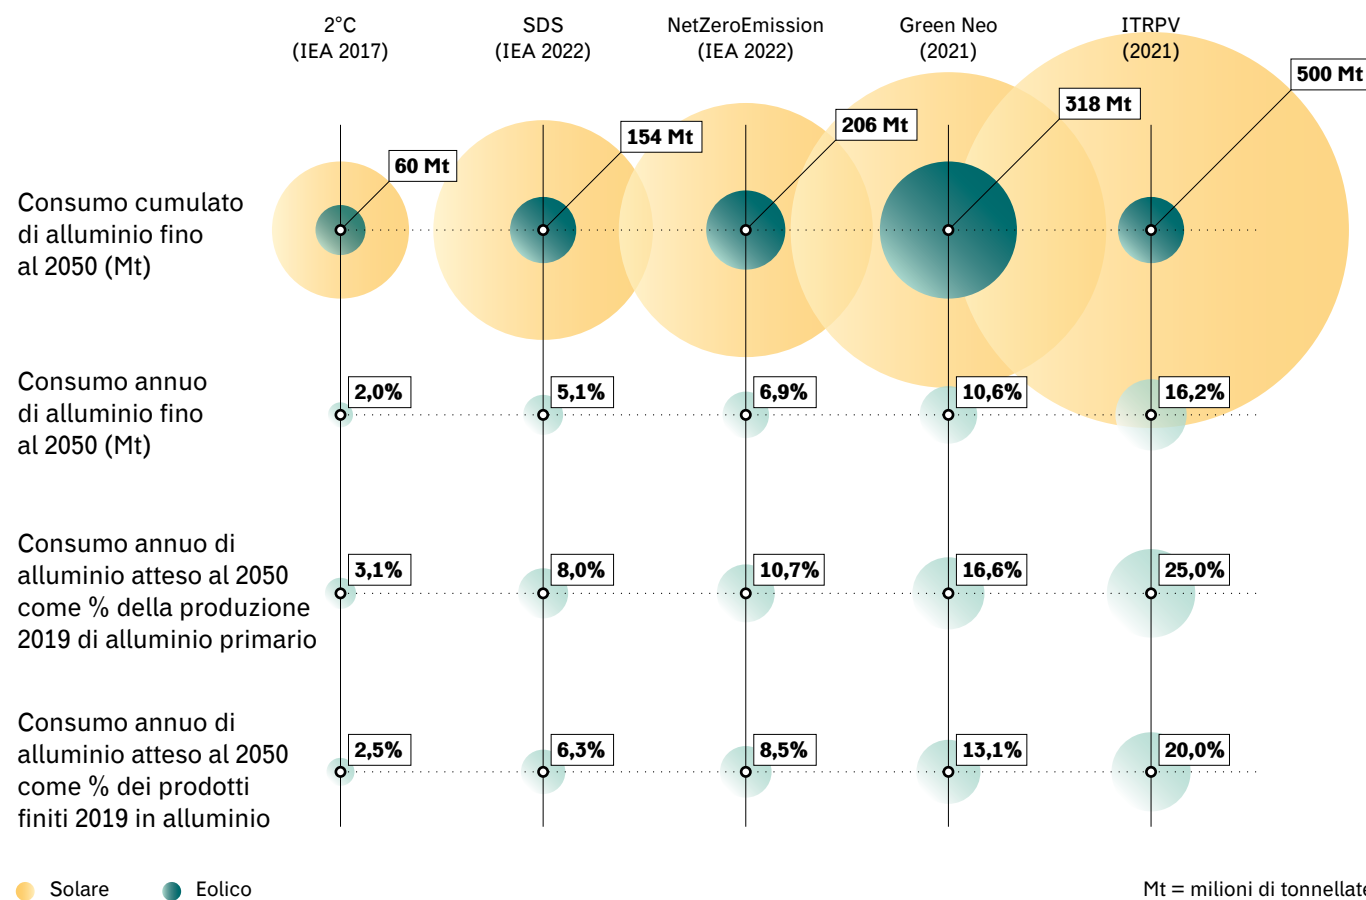 2°C
(IEA 2017)
SDS
(IEA 2022)
NetZeroEmission
(IEA 2022)
Green Neo
(2021)
ITRPV
(2021)
Consumo cumulato
di alluminio fino
al 2050 (Mt)
60 Mt
154 Mt
206 Mt
318 Mt
500 Mt
Consumo annuo
di alluminio fino
al 2050 (Mt)
2,0%
5,1%
6,9%
10,6%
16,2%
Consumo annuo di
alluminio atteso al 2050
come % della produzione
2019 di alluminio primario
3,1%
8,0%
10,7%
16,6%
25,0%
Consumo annuo di
alluminio atteso al 2050
come % dei prodotti
finiti 2019 in alluminio
2,5%
6,3%
8,5%
13,1%
20,0%
Solare
Eolico
Mt = milioni di tonnellate